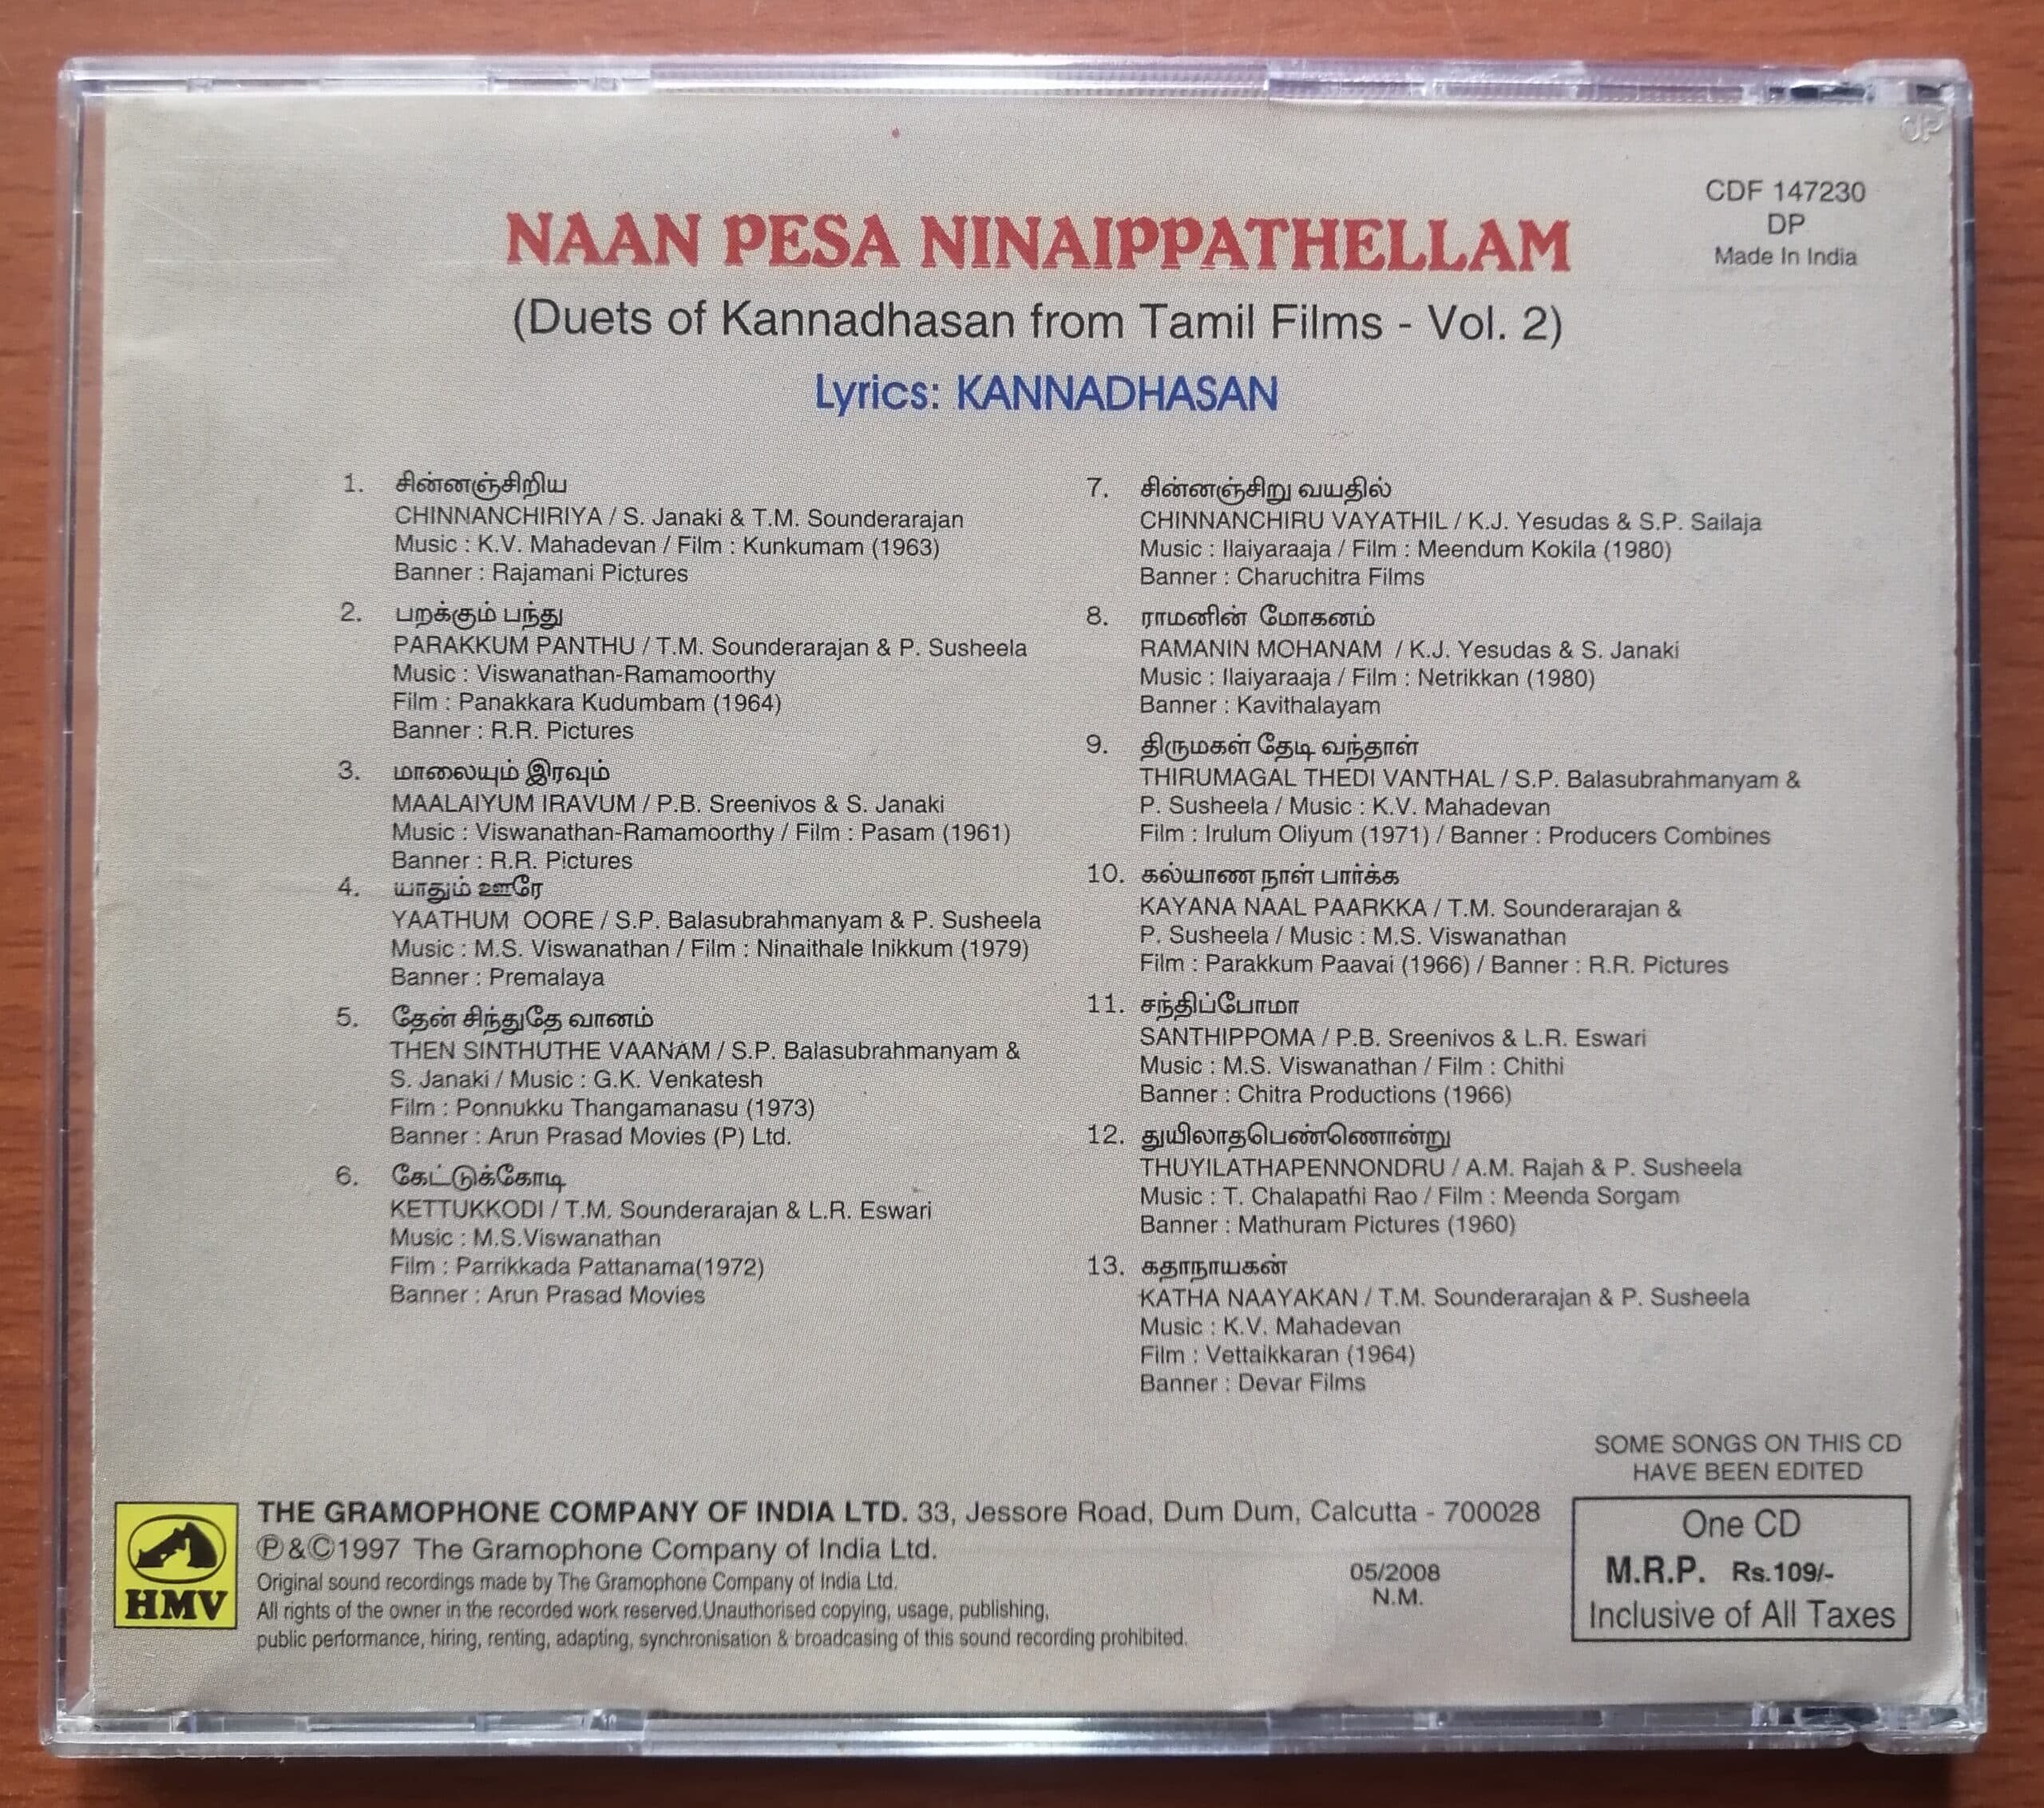 CDF 147230
DP
Made In India
NAAN PESA NINAIPPATHELLAM
(Duets of Kannadhasan from Tamil Films - Vol. 2)
Lyrics: KANNADHASAN
1. சின்னஞ்சிறிய
CHINNANCHIRIYA / S. Janaki & T.M. Sounderarajan
Music : K.V. Mahadevan / Film : Kunkumam (1963)
Banner : Rajamani Pictures
2. பறக்கும் பந்து
PARAKKUM PANTHU / T.M. Sounderarajan & P. Susheela
Music : Viswanathan-Ramamoorthy
Film : Panakkara Kudumbam (1964)
Banner : R.R. Pictures
3. மாலையும் இரவும்
MAALAIYUM IRAVUM / P.B. Sreenivos & S. Janaki
Music : Viswanathan-Ramamoorthy / Film : Pasam (1961)
Banner : R.R. Pictures
4. யாதும் ஊரே
YAATHUM OORE / S.P. Balasubrahmanyam & P. Susheela
Music : M.S. Viswanathan / Film : Ninaithale Inikkum (1979)
Banner : Premalaya
5. தேன் சிந்துதே வானம்
THEN SINTHUTHE VAANAM / S.P. Balasubrahmanyam &
S. Janaki / Music : G.K. Venkatesh
Film : Ponnukku Thangamanasu (1973)
Banner : Arun Prasad Movies (P) Ltd.
6. கேட்டுக்கோடி
KETTUKKODI / T.M. Sounderarajan & L.R. Eswari
Music : M.S.Viswanathan
Film : Parrikkada Pattanama(1972)
Banner : Arun Prasad Movies
7. சின்னஞ்சிறு வயதில்
CHINNANCHIRU VAYATHIL / K.J. Yesudas & S.P. Sailaja
Music : Ilaiyaraaja / Film : Meendum Kokila (1980)
Banner : Charuchitra Films
8. ராமனின் மோகனம்
RAMANIN MOHANAM / K.J. Yesudas & S. Janaki
Music : Ilaiyaraaja / Film : Netrikkan (1980)
Banner : Kavithalayam
9. திருமகள் தேடி வந்தாள்
THIRUMAGAL THEDI VANTHAL / S.P. Balasubrahmanyam &
P. Susheela / Music : K.V. Mahadevan
Film : Irulum Oliyum (1971) / Banner : Producers Combines
10. கல்யாண நாள் பார்க்க
KAYANA NAAL PAARKKA / T.M. Sounderarajan &
P. Susheela / Music : M.S. Viswanathan
Film : Parakkum Paavai (1966) / Banner : R.R. Pictures
11. சந்திப்போமா
SANTHIPPOMA / P.B. Sreenivos & L.R. Eswari
Music : M.S. Viswanathan / Film : Chithi
Banner : Chitra Productions (1966)
12. துயிலாதபெண்ணொன்று
THUYILATHAPENNONDRU / A.M. Rajah & P. Susheela
Music : T. Chalapathi Rao / Film : Meenda Sorgam
Banner : Mathuram Pictures (1960)
13. கதாநாயகன்
KATHA NAAYAKAN / T.M. Sounderarajan & P. Susheela
Music : K.V. Mahadevan
Film : Vettaikkaran (1964)
Banner : Devar Films
SOME SONGS ON THIS CD
HAVE BEEN EDITED
HMV
THE GRAMOPHONE COMPANY OF INDIA LTD. 33, Jessore Road, Dum Dum, Calcutta - 700028
Ⓟ&Ⓒ1997 The Gramophone Company of India Ltd.
Original sound recordings made by The Gramophone Company of India Ltd.
All rights of the owner in the recorded work reserved.Unauthorised copying, usage, publishing,
public performance, hiring, renting, adapting, synchronisation & broadcasing of this sound recording prohibited.
05/2008
N.M.
One CD
M.R.P. Rs.109/-
Inclusive of All Taxes